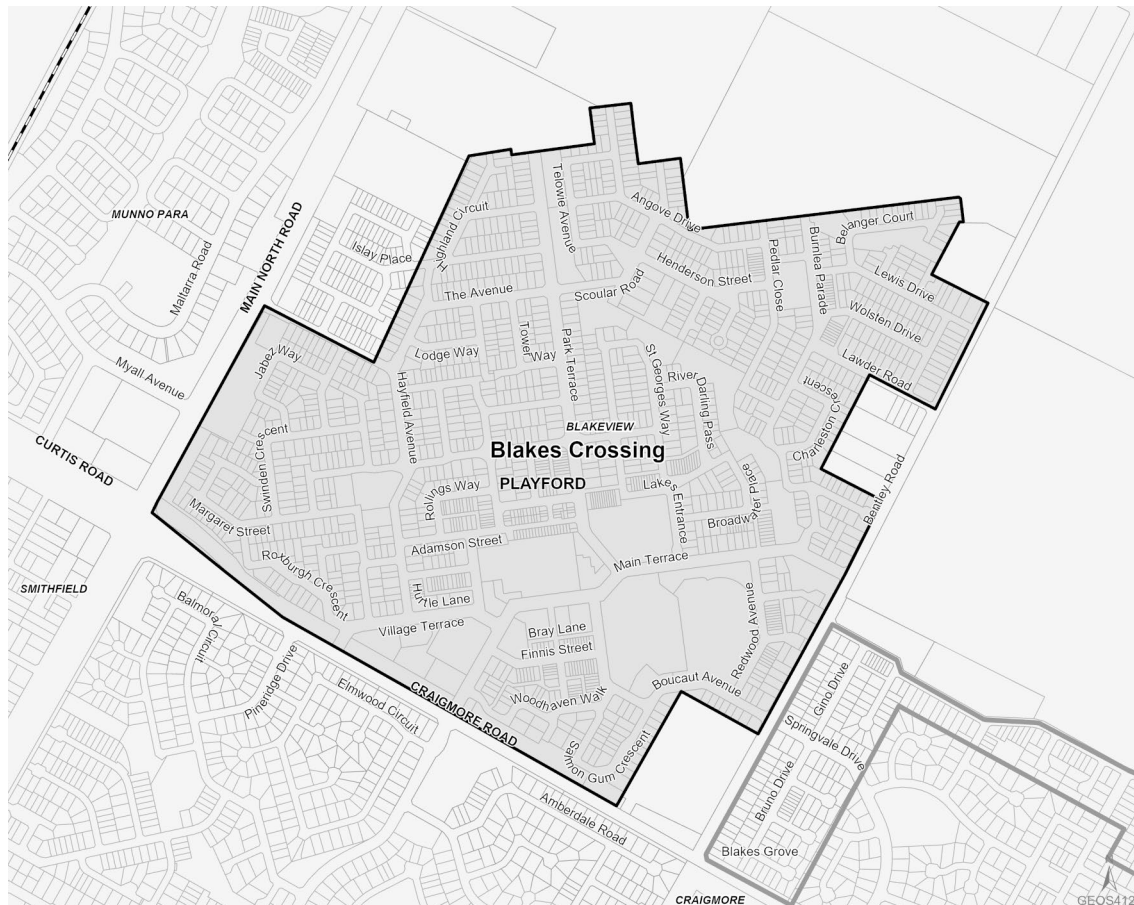 Telowie Avenue
Angove Drive
Highland Circuit
MUNNO PARA
Belanger Court
Islay Place
Pedlar Close
Burnlea Parade
MAIN NORTH ROAD
Maltarra Road
Henderson Street
Lewis Drive
The Avenue
Scoular Road
Wolsten Drive
Jabez Way
Lodge Way
Tower Way
Park Terrace
St Georges Way
Lawder Road
Myall Avenue
Hayfield Avenue
River Darling Pass
Charleston Crescent
BLAKEVIEW
CURTIS ROAD
Swinden Crescent
Blakes Crossing
Rollings Way
PLAYFORD
Lakes Entrance
Broadwater Place
Bentley Road
Margaret Street
Adamson Street
Roxburgh Crescent
Main Terrace
SMITHFIELD
Hurtle Lane
Balmoral Circuit
Village Terrace
Bray Lane
Redwood Avenue
Finnis Street
Pineridge Drive
Elmwood Circuit
CRAIGMORE ROAD
Woodhaven Walk
Boucaut Avenue
Gino Drive
Springvale Drive
Salmon Gum Crescent
Bruno Drive
Amberdale Road
Blakes Grove
CRAIGMORE
GEOS412